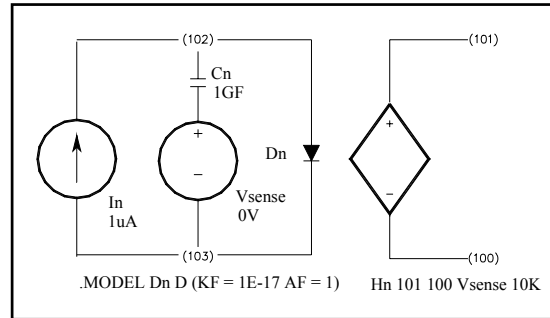 (102)
(101)
Cn
1GF
+
+
Dn
−
−
In
1uA
Vsense
0V
(103)
(100)
.MODEL Dn D (KF = 1E-17 AF = 1)
Hn 101 100 Vsense 10K